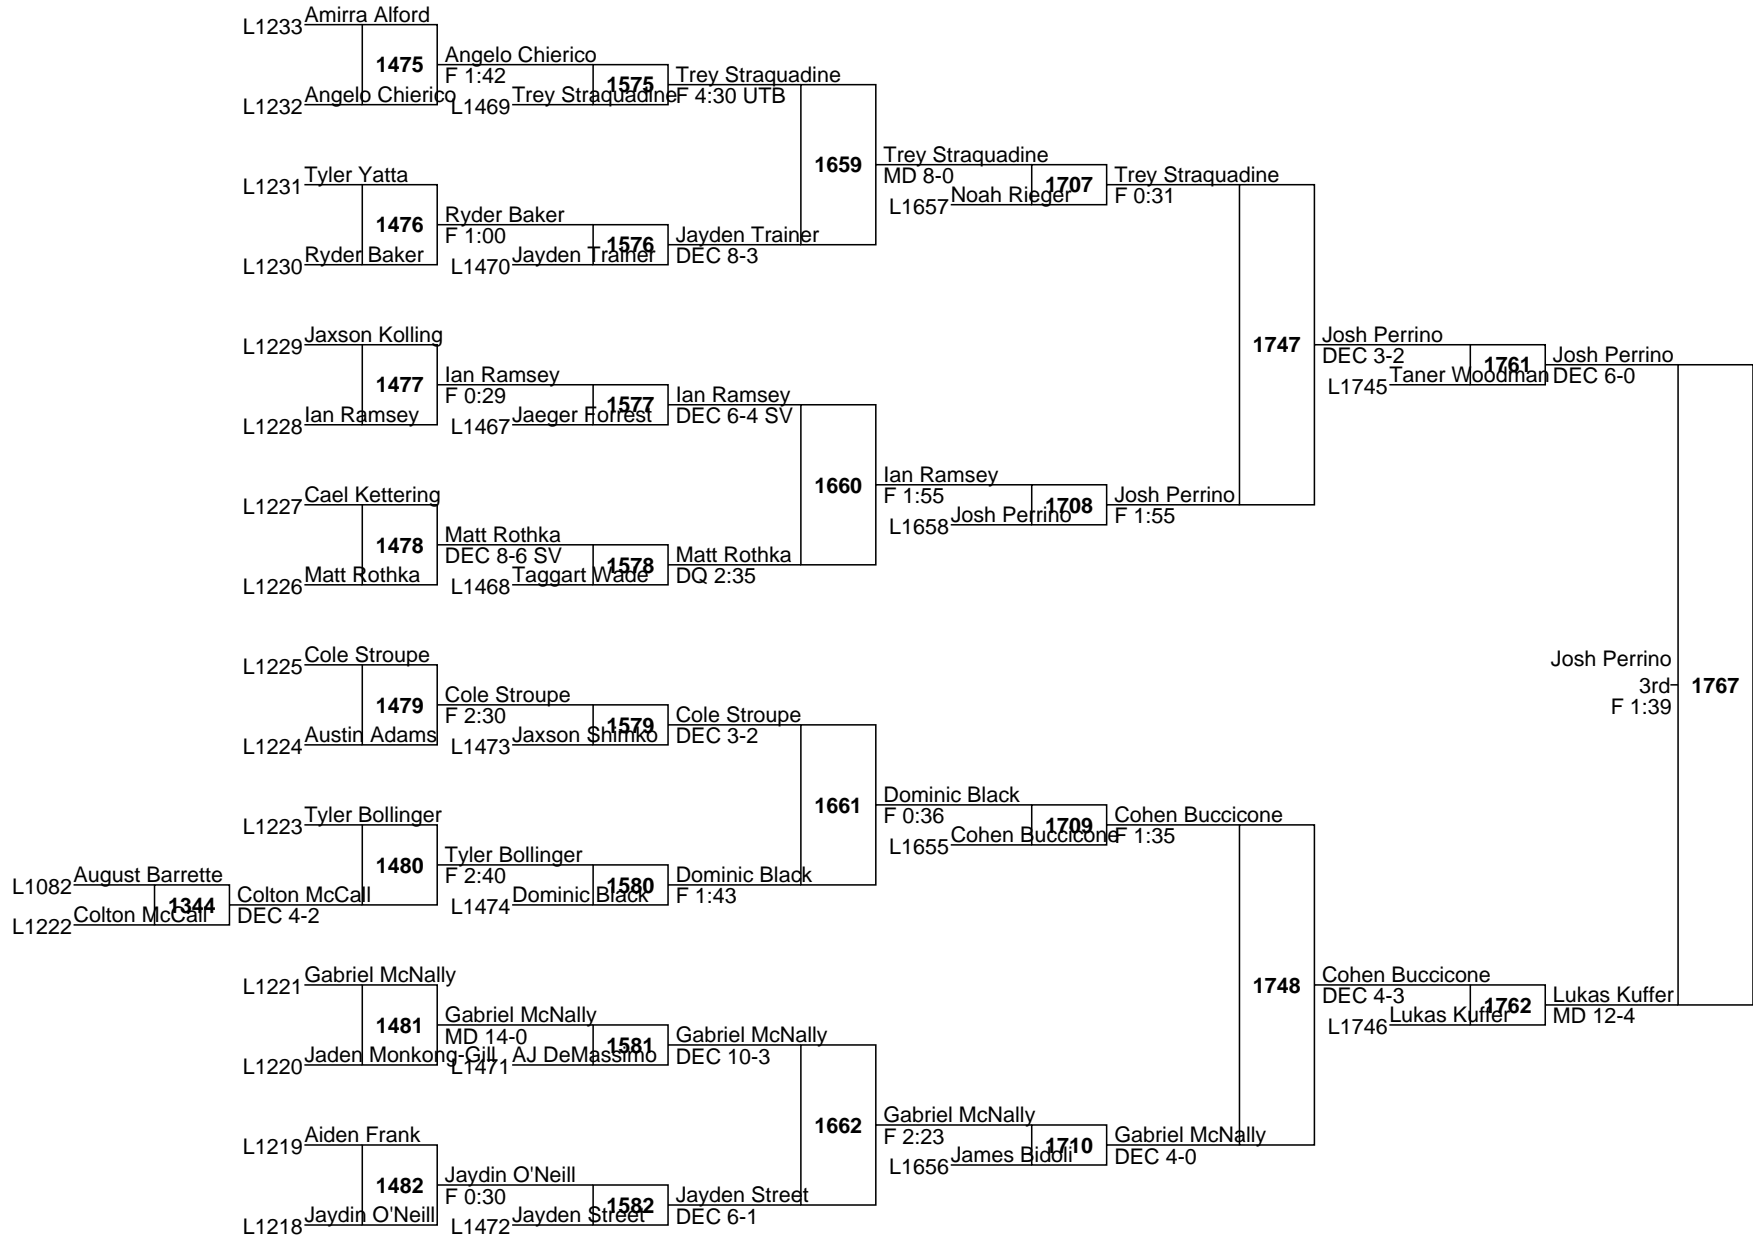 L1233 Amirra Alford
1475
Angelo Chierico
F 1:42
L1232 Angelo Chierico
1575
L1469 Trey Straquadine
Trey Straquadine
F 4:30 UTB
1659
L1231 Tyler Yatta
1476
Ryder Baker
F 1:00
L1230 Ryder Baker
1576
L1470 Jayden Trainer
Jayden Trainer
DEC 8-3
Trey Straquadine
MD 8-0
1707
L1657 Noah Rieger
Trey Straquadine
F 0:31
L1229 Jaxson Kolling
1477
Ian Ramsey
F 0:29
L1228 Ian Ramsey
1577
L1467 Jaeger Forrest
Ian Ramsey
DEC 6-4 SV
1660
L1227 Cael Kettering
1478
Matt Rothka
DEC 8-6 SV
L1226 Matt Rothka
1578
L1468 Taggart Wade
Matt Rothka
DQ 2:35
Ian Ramsey
F 1:55
1708
L1658 Josh Perrino
Josh Perrino
F 1:55
1747
Josh Perrino
DEC 3-2
1761
L1745 Taner Woodman
Josh Perrino
DEC 6-0
L1225 Cole Stroupe
1479
Cole Stroupe
F 2:30
L1224 Austin Adams
1579
L1473 Jaxson Shimko
Cole Stroupe
DEC 3-2
1661
L1223 Tyler Bollinger
1480
Tyler Bollinger
F 2:40
L1082 August Barrette
1344
L1222 Colton McCall
Colton McCall
DEC 4-2
1580
L1474 Dominic Black
Dominic Black
F 1:43
Dominic Black
F 0:36
1709
L1655 Cohen Buccicone
Cohen Buccicone
F 1:35
L1221 Gabriel McNally
1481
Gabriel McNally
MD 14-0
L1220 Jaden Monkong-Gill
1581
L1471 AJ DeMassimo
Gabriel McNally
DEC 10-3
1662
L1219 Aiden Frank
1482
Jaydin O'Neill
F 0:30
L1218 Jaydin O'Neill
1582
L1472 Jayden Street
Jayden Street
DEC 6-1
Gabriel McNally
F 2:23
1710
L1656 James Bidoli
Gabriel McNally
DEC 4-0
1748
Cohen Buccicone
DEC 4-3
1762
L1746 Lukas Kuffer
Lukas Kuffer
MD 12-4
Josh Perrino
3rd
F 1:39
1767